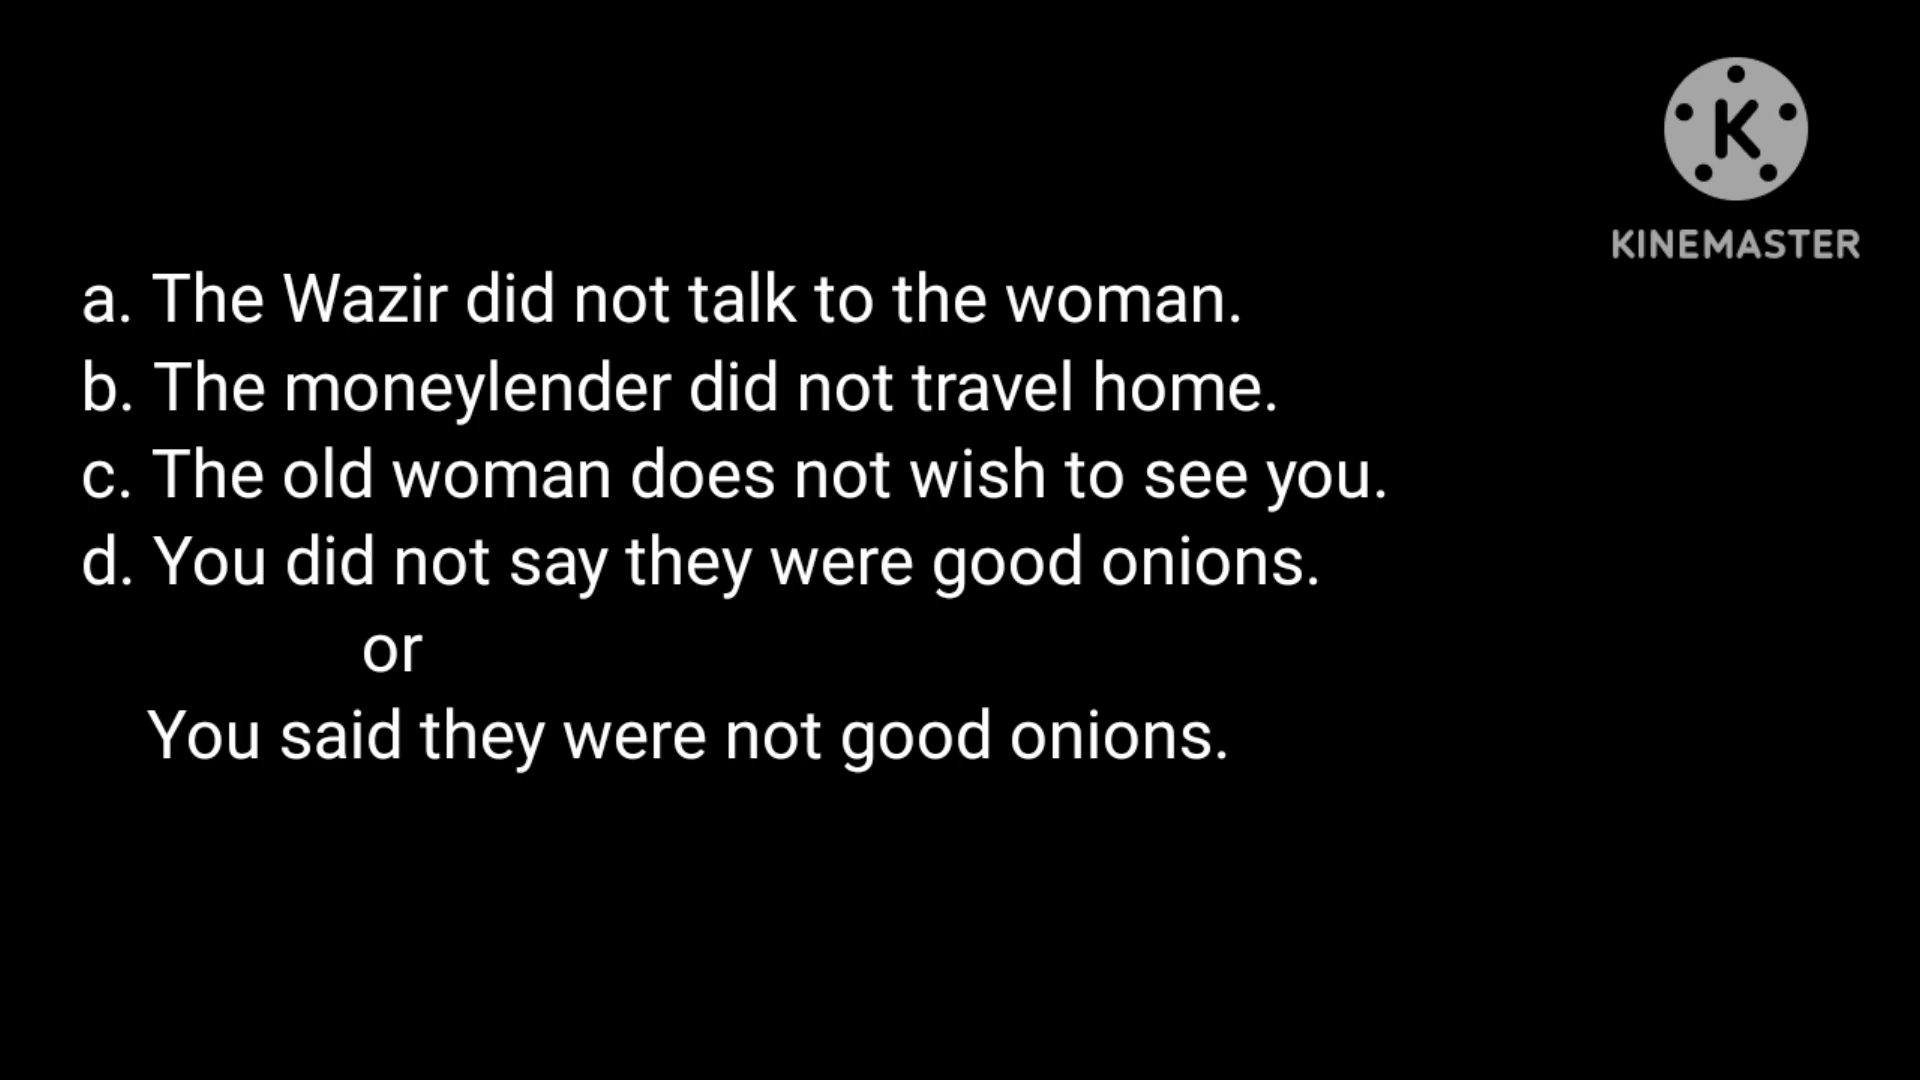 K
KINEMASTER
a. The Wazir did not talk to the woman.
b. The moneylender did not travel home.
c. The old woman does not wish to see you.
d. You did not say they were good onions.
or
You said they were not good onions.